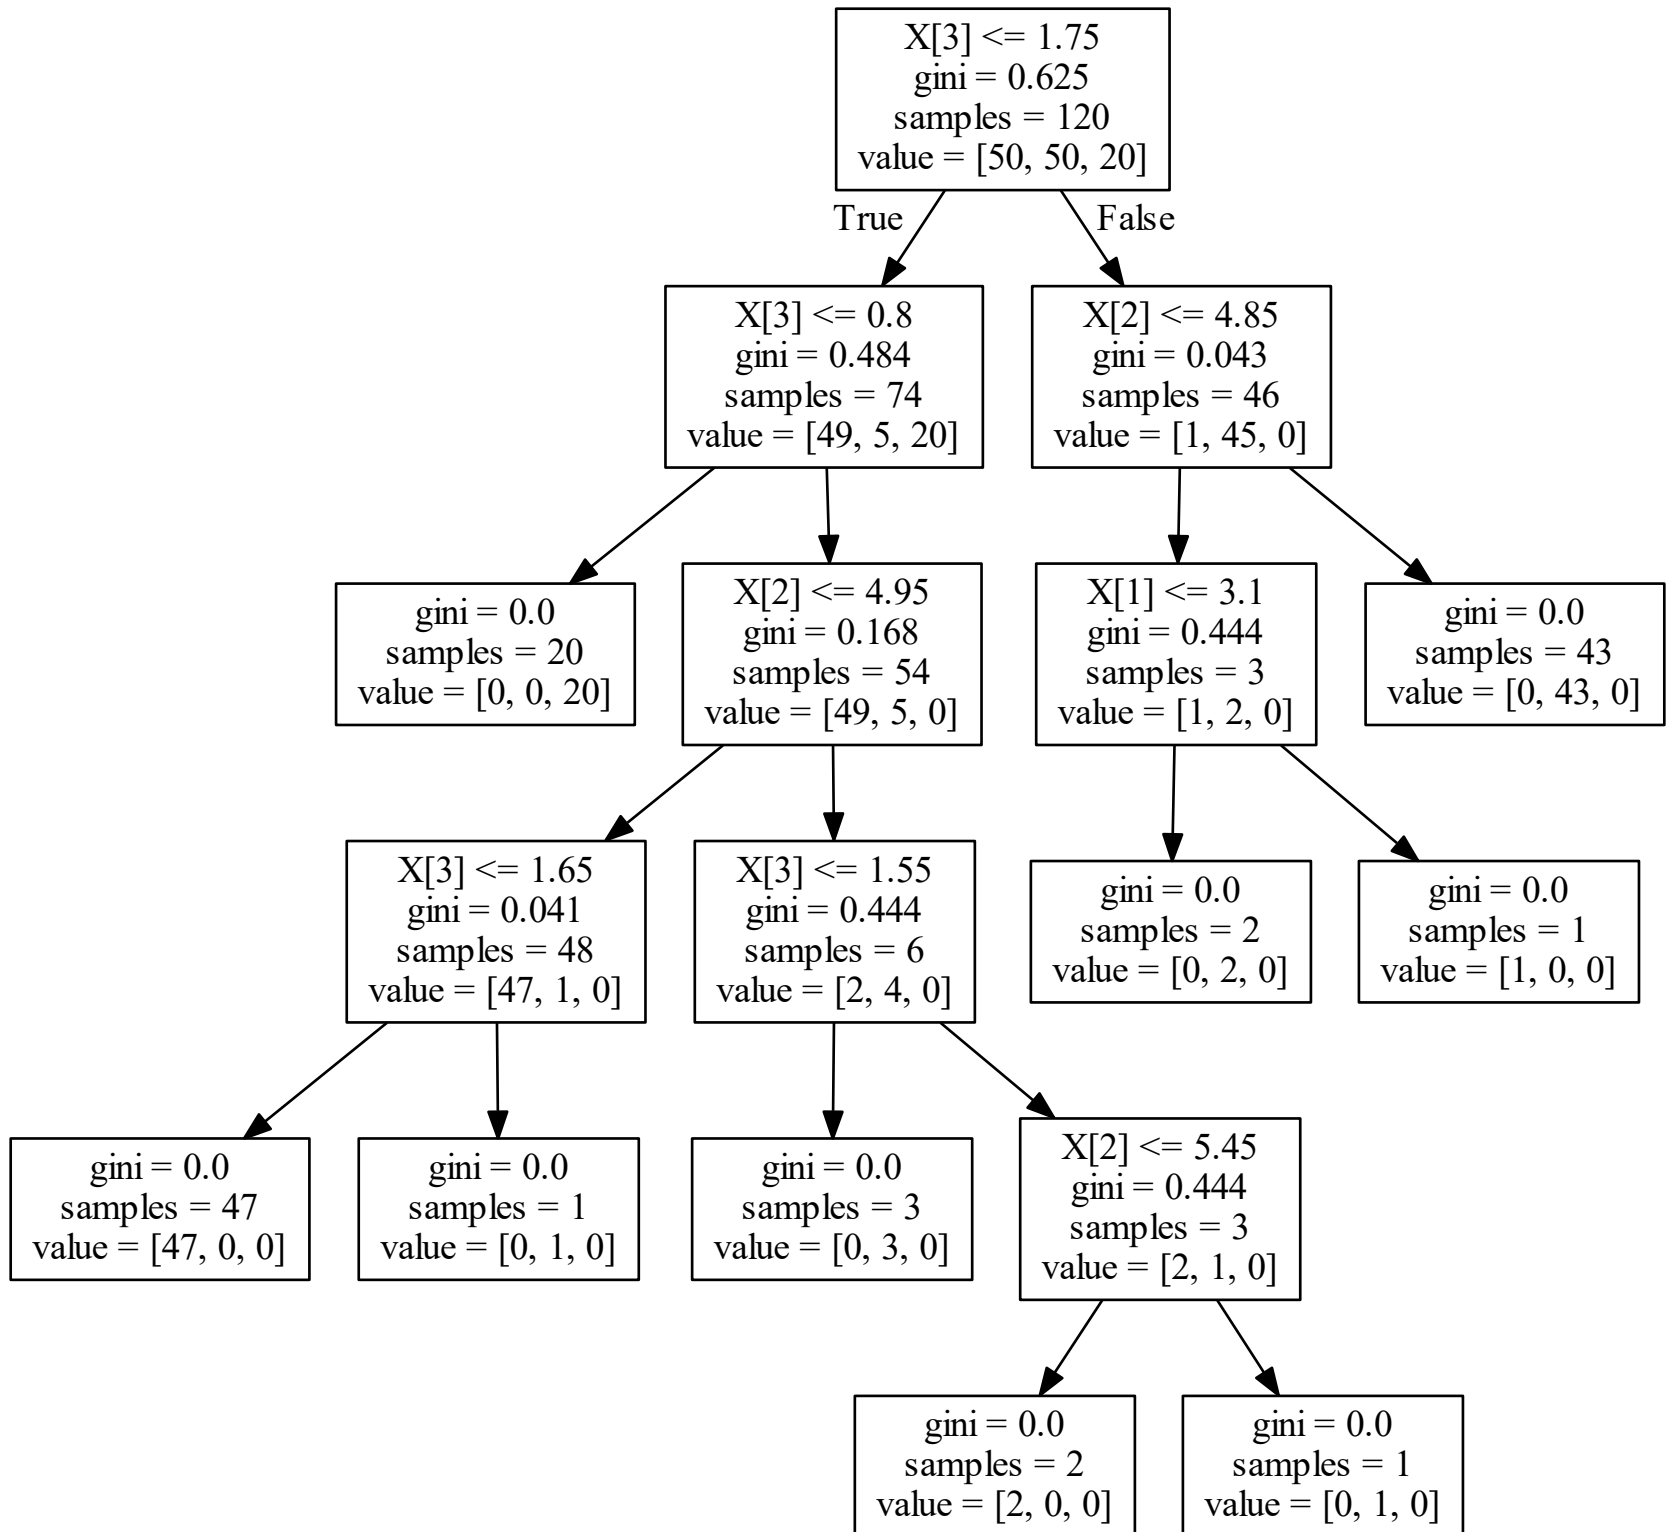 X[3] <= 1.75
gini = 0.625
samples = 120
value = [50, 50, 20]
True
False
X[3] <= 0.8
gini = 0.484
samples = 74
value = [49, 5, 20]
X[2] <= 4.85
gini = 0.043
samples = 46
value = [1, 45, 0]
gini = 0.0
samples = 20
value = [0, 0, 20]
X[2] <= 4.95
gini = 0.168
samples = 54
value = [49, 5, 0]
X[1] <= 3.1
gini = 0.444
samples = 3
value = [1, 2, 0]
gini = 0.0
samples = 43
value = [0, 43, 0]
X[3] <= 1.65
gini = 0.041
samples = 48
value = [47, 1, 0]
X[3] <= 1.55
gini = 0.444
samples = 6
value = [2, 4, 0]
gini = 0.0
samples = 2
value = [0, 2, 0]
gini = 0.0
samples = 1
value = [1, 0, 0]
gini = 0.0
samples = 47
value = [47, 0, 0]
gini = 0.0
samples = 1
value = [0, 1, 0]
gini = 0.0
samples = 3
value = [0, 3, 0]
X[2] <= 5.45
gini = 0.444
samples = 3
value = [2, 1, 0]
gini = 0.0
samples = 2
value = [2, 0, 0]
gini = 0.0
samples = 1
value = [0, 1, 0]